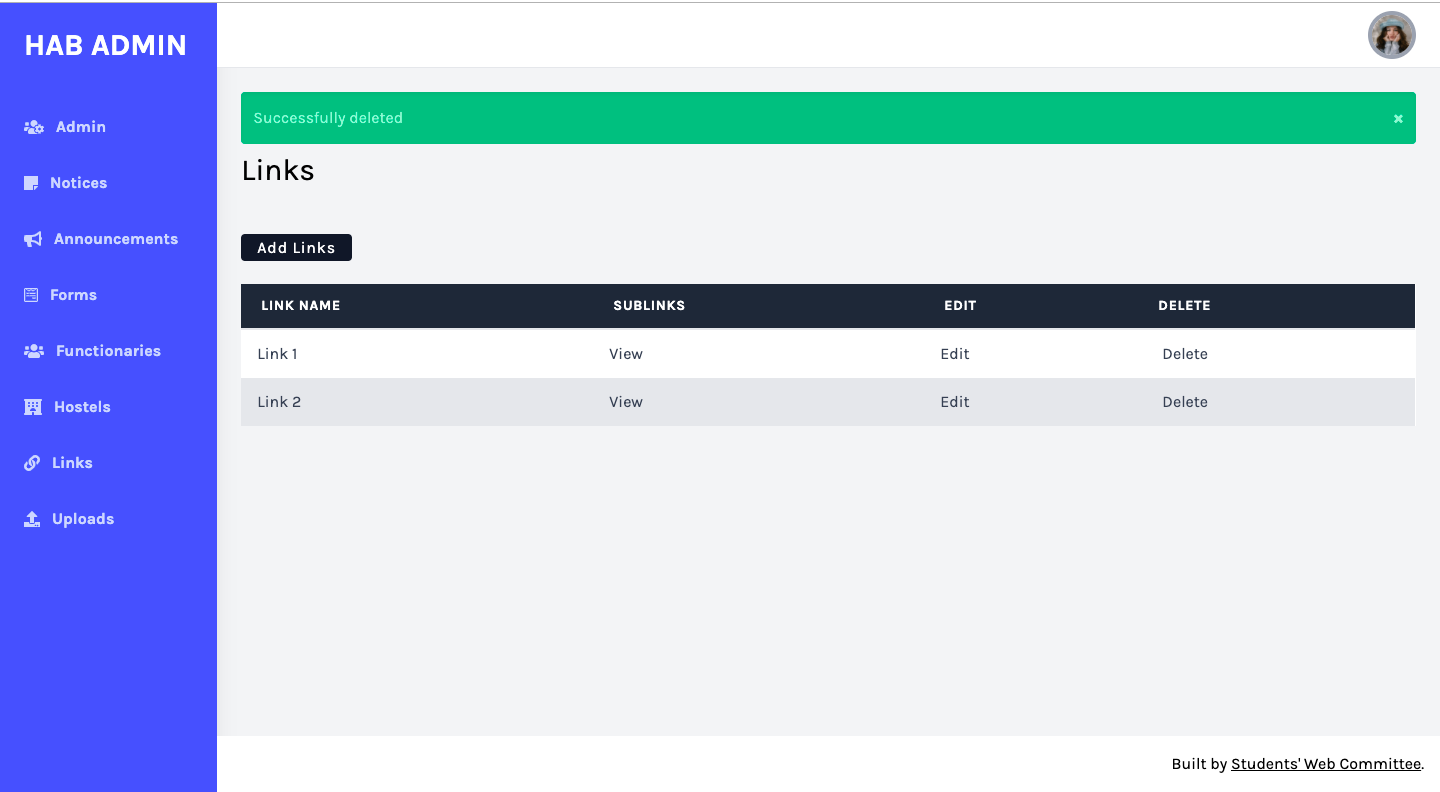 HAB ADMIN
Admin
Notices
Announcements
Forms
Functionaries
Hostels
Links
Uploads
Successfully deleted ×
Links
Add Links
LINK NAME SUBLINKS EDIT DELETE
Link 1 View Edit Delete
Link 2 View Edit Delete
Built by Students' Web Committee.